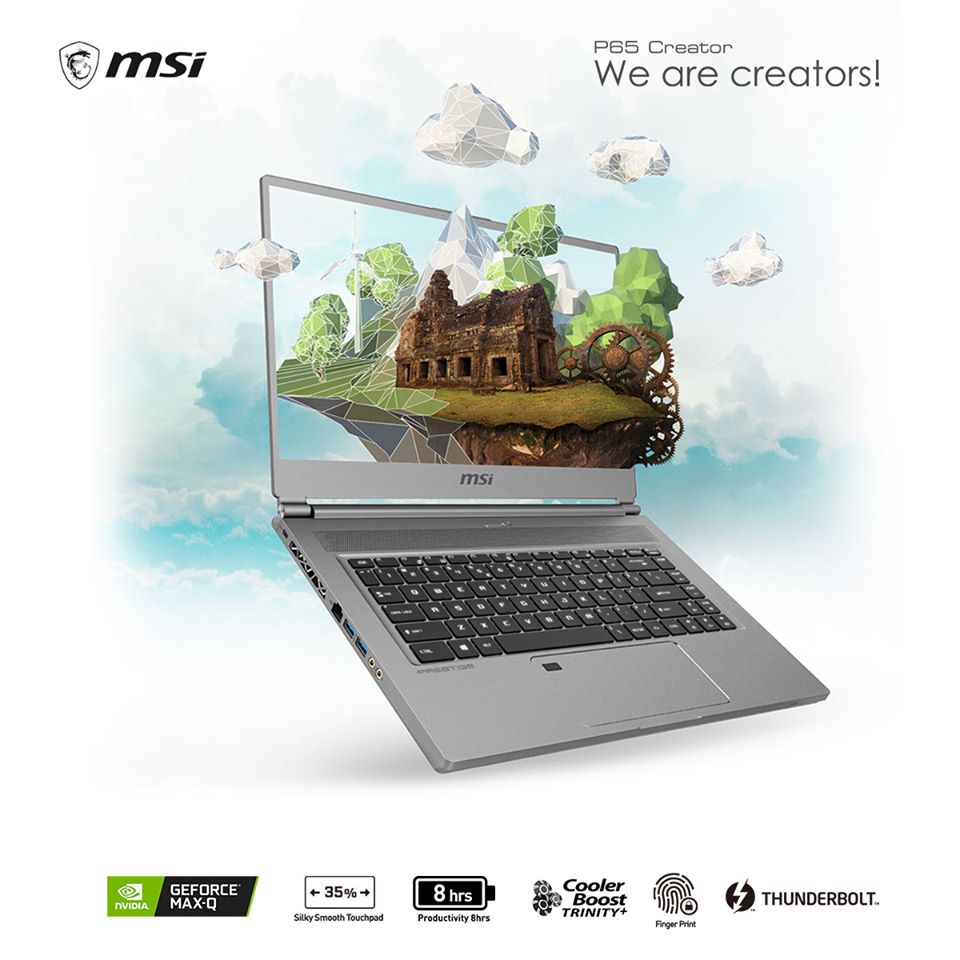 msi
P65 Creator
We are creators!
msi
PRESTIGE
NVIDIA.
GEFORCE
MAX-Q
35%
Silky Smooth Touchpad
8 hrs
Productivity 8hrs
Cooler
Boost
TRINITY+
Finger Print
THUNDERBOLT™